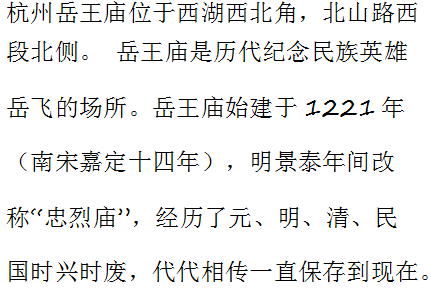 杭州岳王庙位于西湖西北角，北山路西
段北侧。 岳王庙是历代纪念民族英雄
岳飞的场所。岳王庙始建于 1221 年
（南宋嘉定十四年），明景泰年间改
称“忠烈庙”，经历了元、明、清、民
国时兴时废，代代相传一直保存到现在。